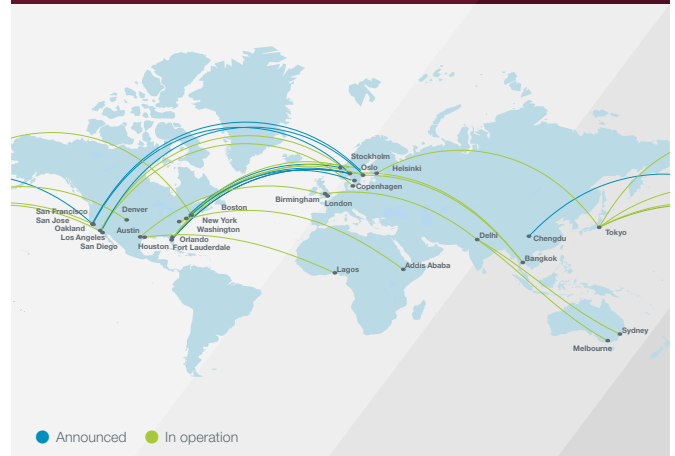 Stockholm
Oslo
Helsinki
Copenhagen
Birmingham
London
San Francisco
San Jose
Oakland
Los Angeles
San Diego
Denver
Austin
Houston
Boston
New York
Washington
Orlando
Fort Lauderdale
Lagos
Addis Ababa
Delhi
Chengdu
Bangkok
Tokyo
Sydney
Melbourne
Announced
In operation